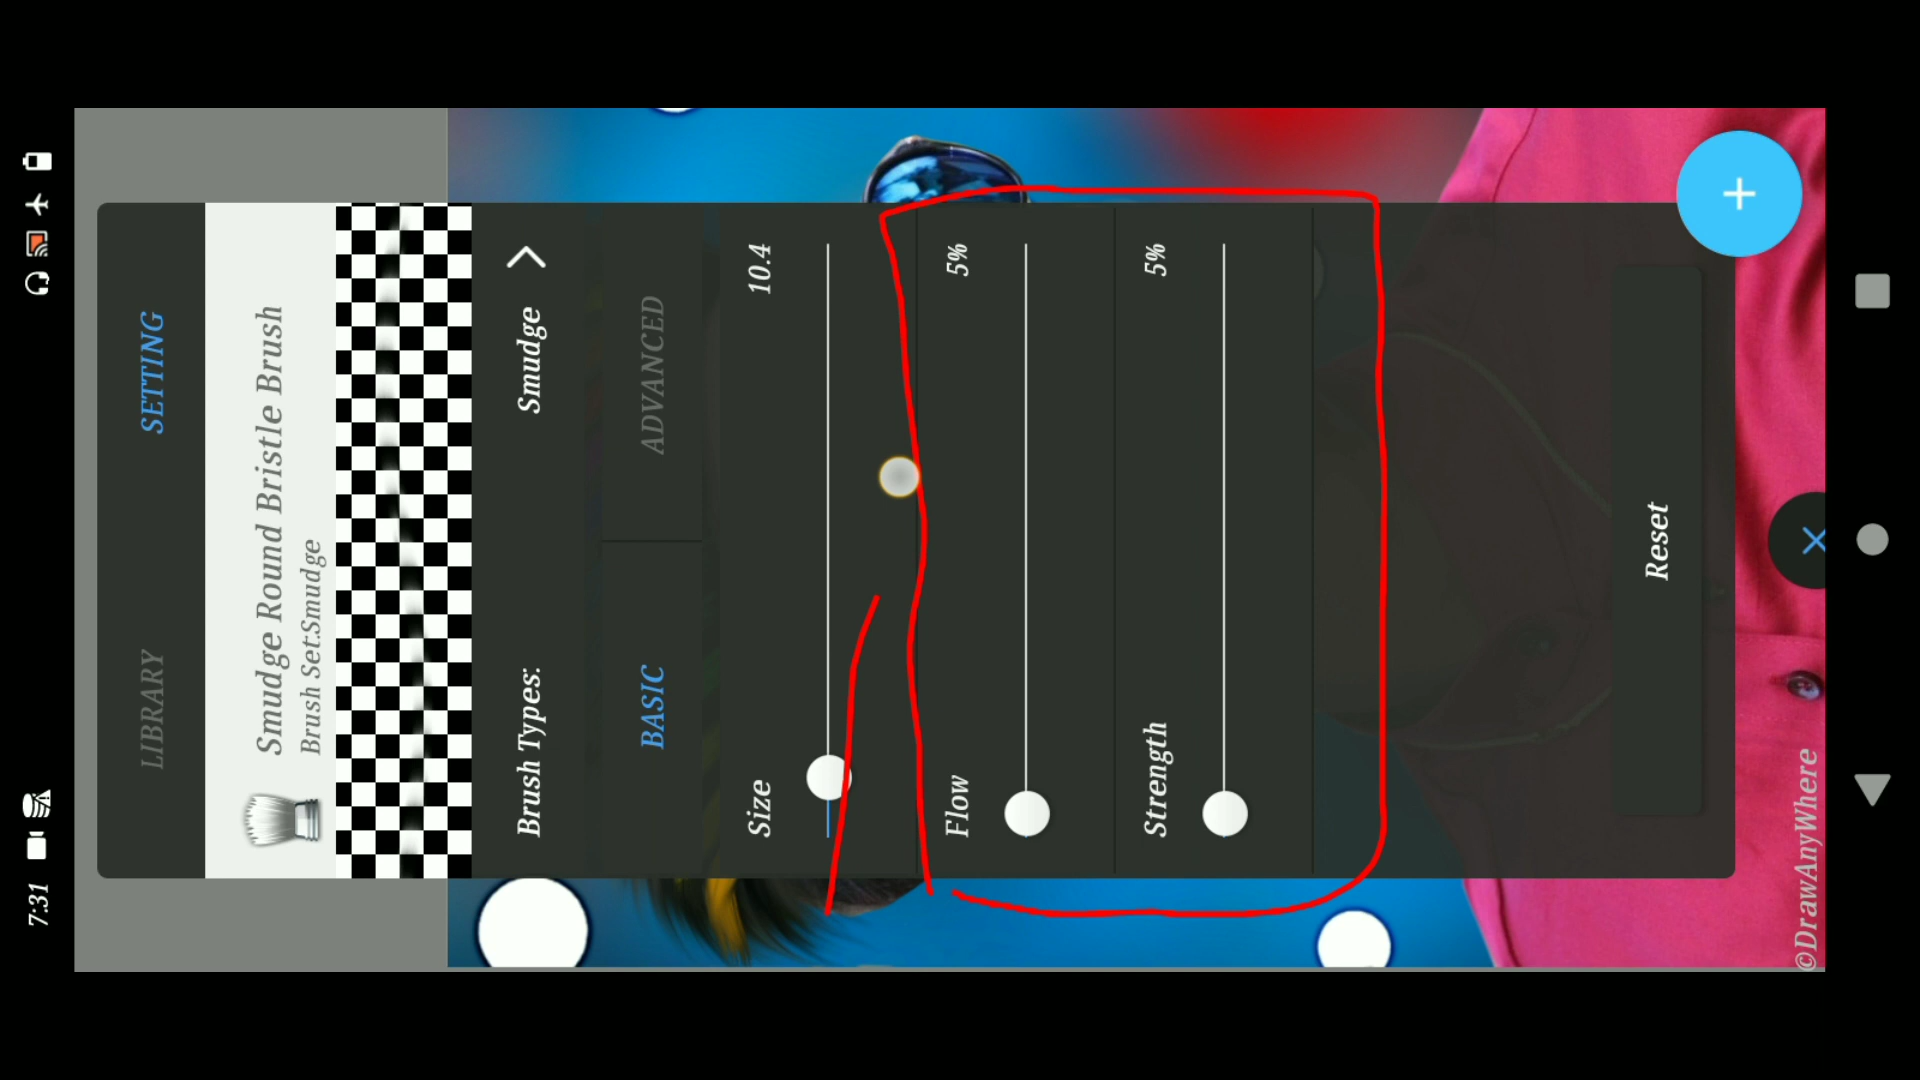 7:31
LIBRARY SETTING
Smudge Round Bristle Brush
Brush Set:Smudge
Brush Types: Smudge
BASIC ADVANCED
Size 10.4
Flow 5%
Strength 5%
Reset
©DrawAnyWhere